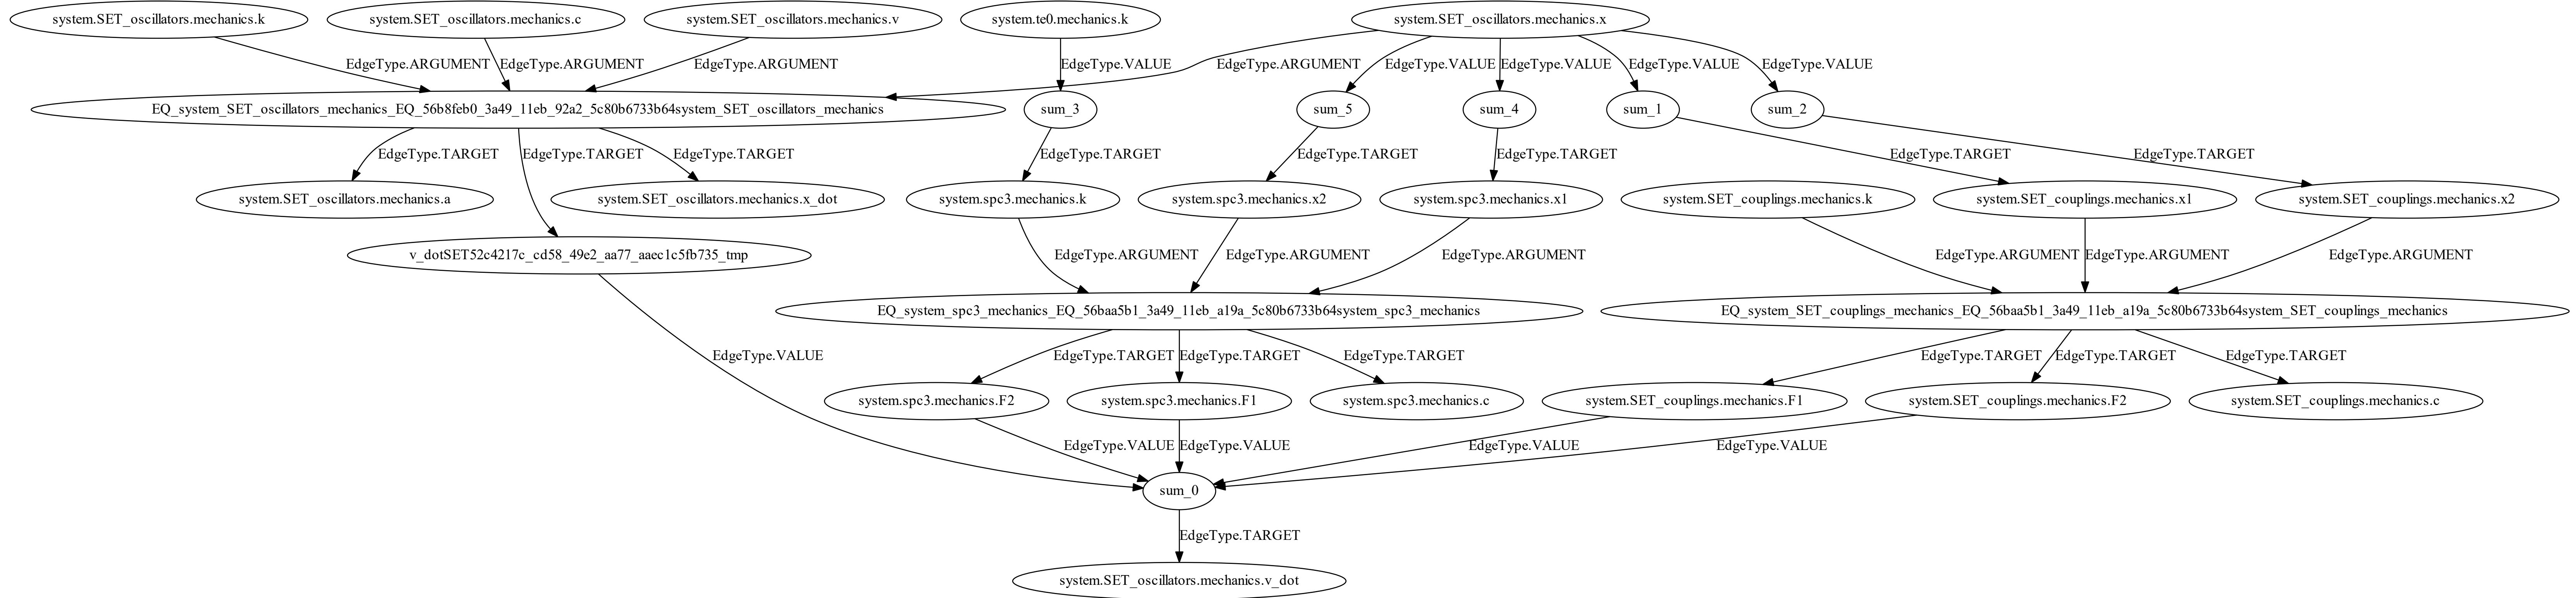 system.SET_oscillators.mechanics.k
system.SET_oscillators.mechanics.c
system.SET_oscillators.mechanics.v
system.te0.mechanics.k
system.SET_oscillators.mechanics.x
EdgeType.ARGUMENT
EdgeType.ARGUMENT
EdgeType.ARGUMENT
EdgeType.VALUE
EdgeType.ARGUMENT
EdgeType.VALUE
EdgeType.VALUE
EdgeType.VALUE
EdgeType.VALUE
EQ_system_SET_oscillators_mechanics_EQ_56b8feb0_3a49_11eb_92a2_5c80b6733b64system_SET_oscillators_mechanics
sum_3
sum_5
sum_4
sum_1
sum_2
EdgeType.TARGET
EdgeType.TARGET
EdgeType.TARGET
EdgeType.TARGET
EdgeType.TARGET
EdgeType.TARGET
EdgeType.TARGET
EdgeType.TARGET
system.SET_oscillators.mechanics.a
system.SET_oscillators.mechanics.x_dot
system.spc3.mechanics.k
system.spc3.mechanics.x2
system.spc3.mechanics.x1
system.SET_couplings.mechanics.k
system.SET_couplings.mechanics.x1
system.SET_couplings.mechanics.x2
v_dotSET52c4217c_cd58_49e2_aa77_aaec1c5fb735_tmp
EdgeType.ARGUMENT
EdgeType.ARGUMENT
EdgeType.ARGUMENT
EdgeType.ARGUMENT
EdgeType.ARGUMENT
EdgeType.ARGUMENT
EQ_system_spc3_mechanics_EQ_56baa5b1_3a49_11eb_a19a_5c80b6733b64system_spc3_mechanics
EQ_system_SET_couplings_mechanics_EQ_56baa5b1_3a49_11eb_a19a_5c80b6733b64system_SET_couplings_mechanics
EdgeType.VALUE
EdgeType.TARGET
EdgeType.TARGET
EdgeType.TARGET
EdgeType.TARGET
EdgeType.TARGET
EdgeType.TARGET
system.spc3.mechanics.F2
system.spc3.mechanics.F1
system.spc3.mechanics.c
system.SET_couplings.mechanics.F1
system.SET_couplings.mechanics.F2
system.SET_couplings.mechanics.c
EdgeType.VALUE
EdgeType.VALUE
EdgeType.VALUE
EdgeType.VALUE
sum_0
EdgeType.TARGET
system.SET_oscillators.mechanics.v_dot